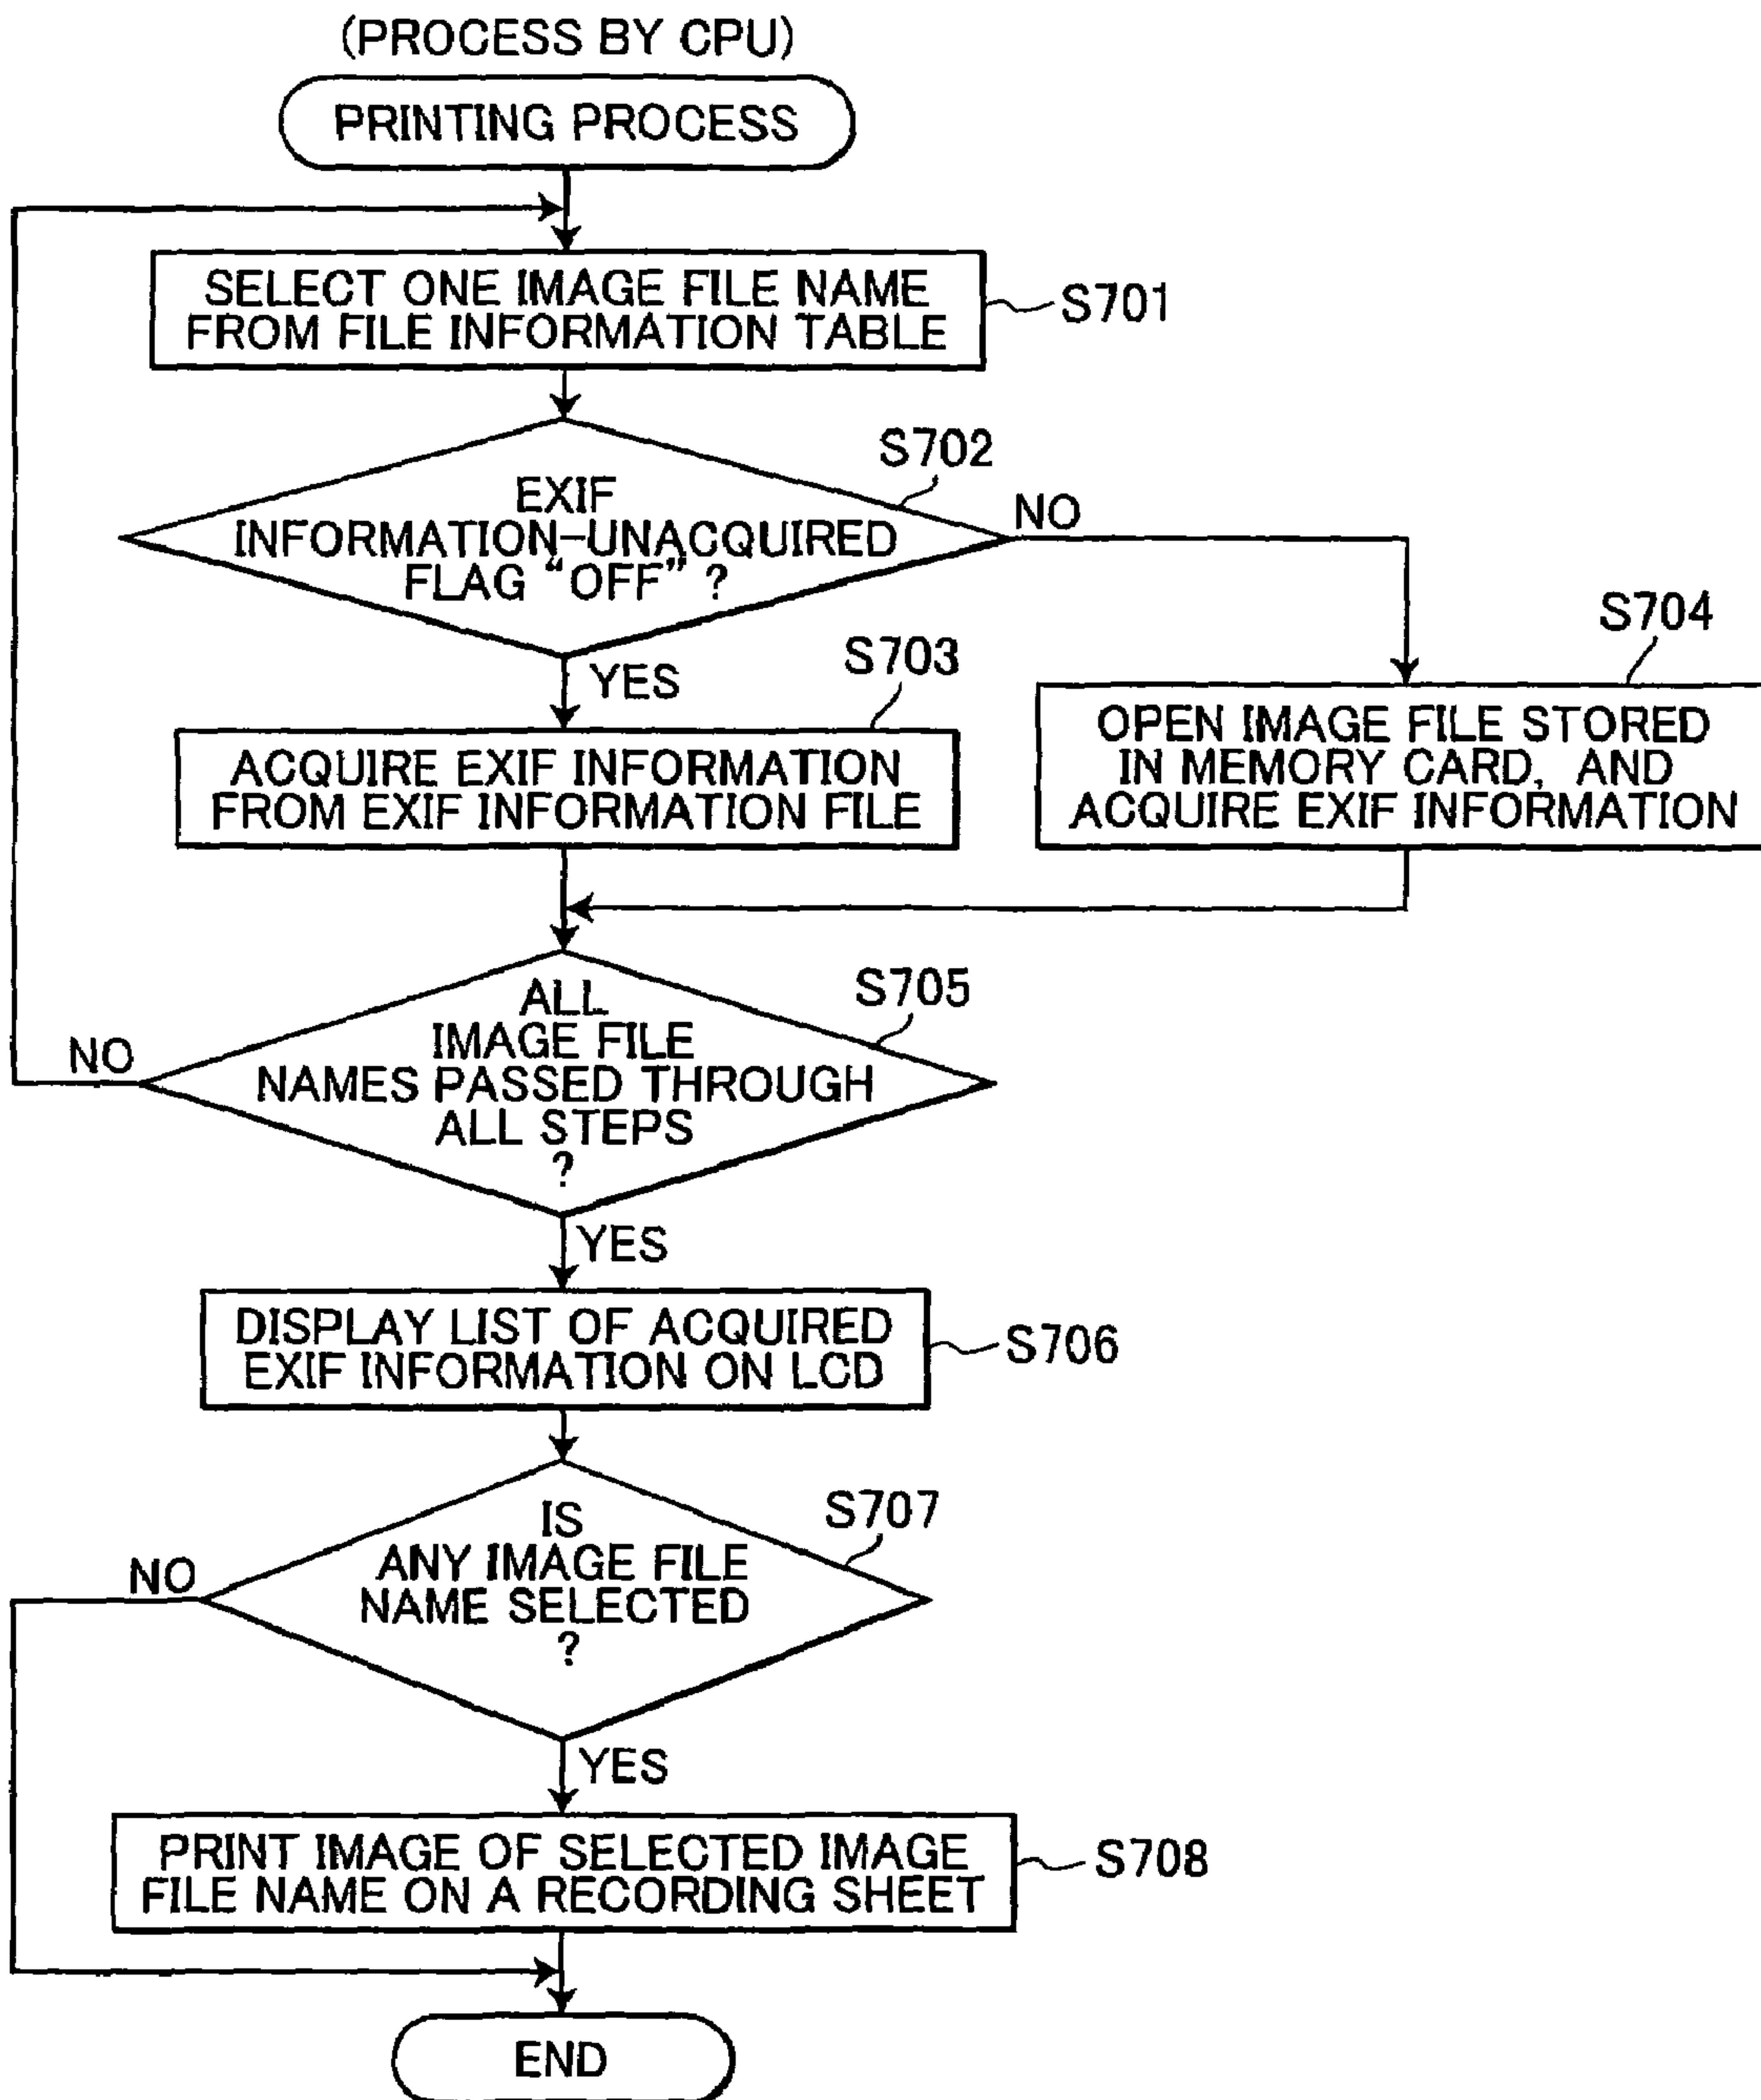 (PROCESS BY CPU)
PRINTING PROCESS
SELECT ONE IMAGE FILE NAME
FROM FILE INFORMATION TABLE
S701
S702
EXIF
INFORMATION-UNACQUIRED
FLAG “OFF” ?
NO
YES
S703
ACQUIRE EXIF INFORMATION
FROM EXIF INFORMATION FILE
S704
OPEN IMAGE FILE STORED
IN MEMORY CARD, AND
ACQUIRE EXIF INFORMATION
S705
ALL
IMAGE FILE
NAMES PASSED THROUGH
ALL STEPS
?
NO
YES
DISPLAY LIST OF ACQUIRED
EXIF INFORMATION ON LCD
S706
S707
IS
ANY IMAGE FILE
NAME SELECTED
?
NO
YES
PRINT IMAGE OF SELECTED IMAGE
FILE NAME ON A RECORDING SHEET
S708
END